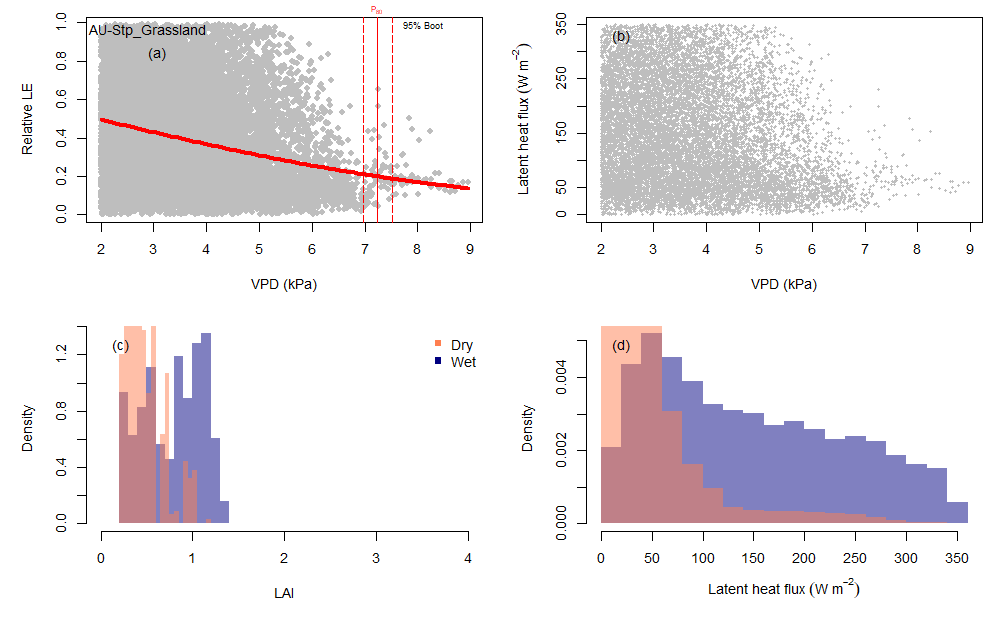 P80
95% Boot
AU-Stp_Grassland
(a)
Relative LE
0.0 0.2 0.4 0.6 0.8 1.0
2 3 4 5 6 7 8 9
VPD (kPa)
(b)
Latent heat flux (W m−2)
0 50 150 250 350
2 3 4 5 6 7 8 9
VPD (kPa)
(c)
Dry
Wet
Density
0.0 0.4 0.8 1.2
0 1 2 3 4
LAI
(d)
Density
0.000 0.002 0.004
0 50 100 150 200 250 300 350
Latent heat flux (W m−2)